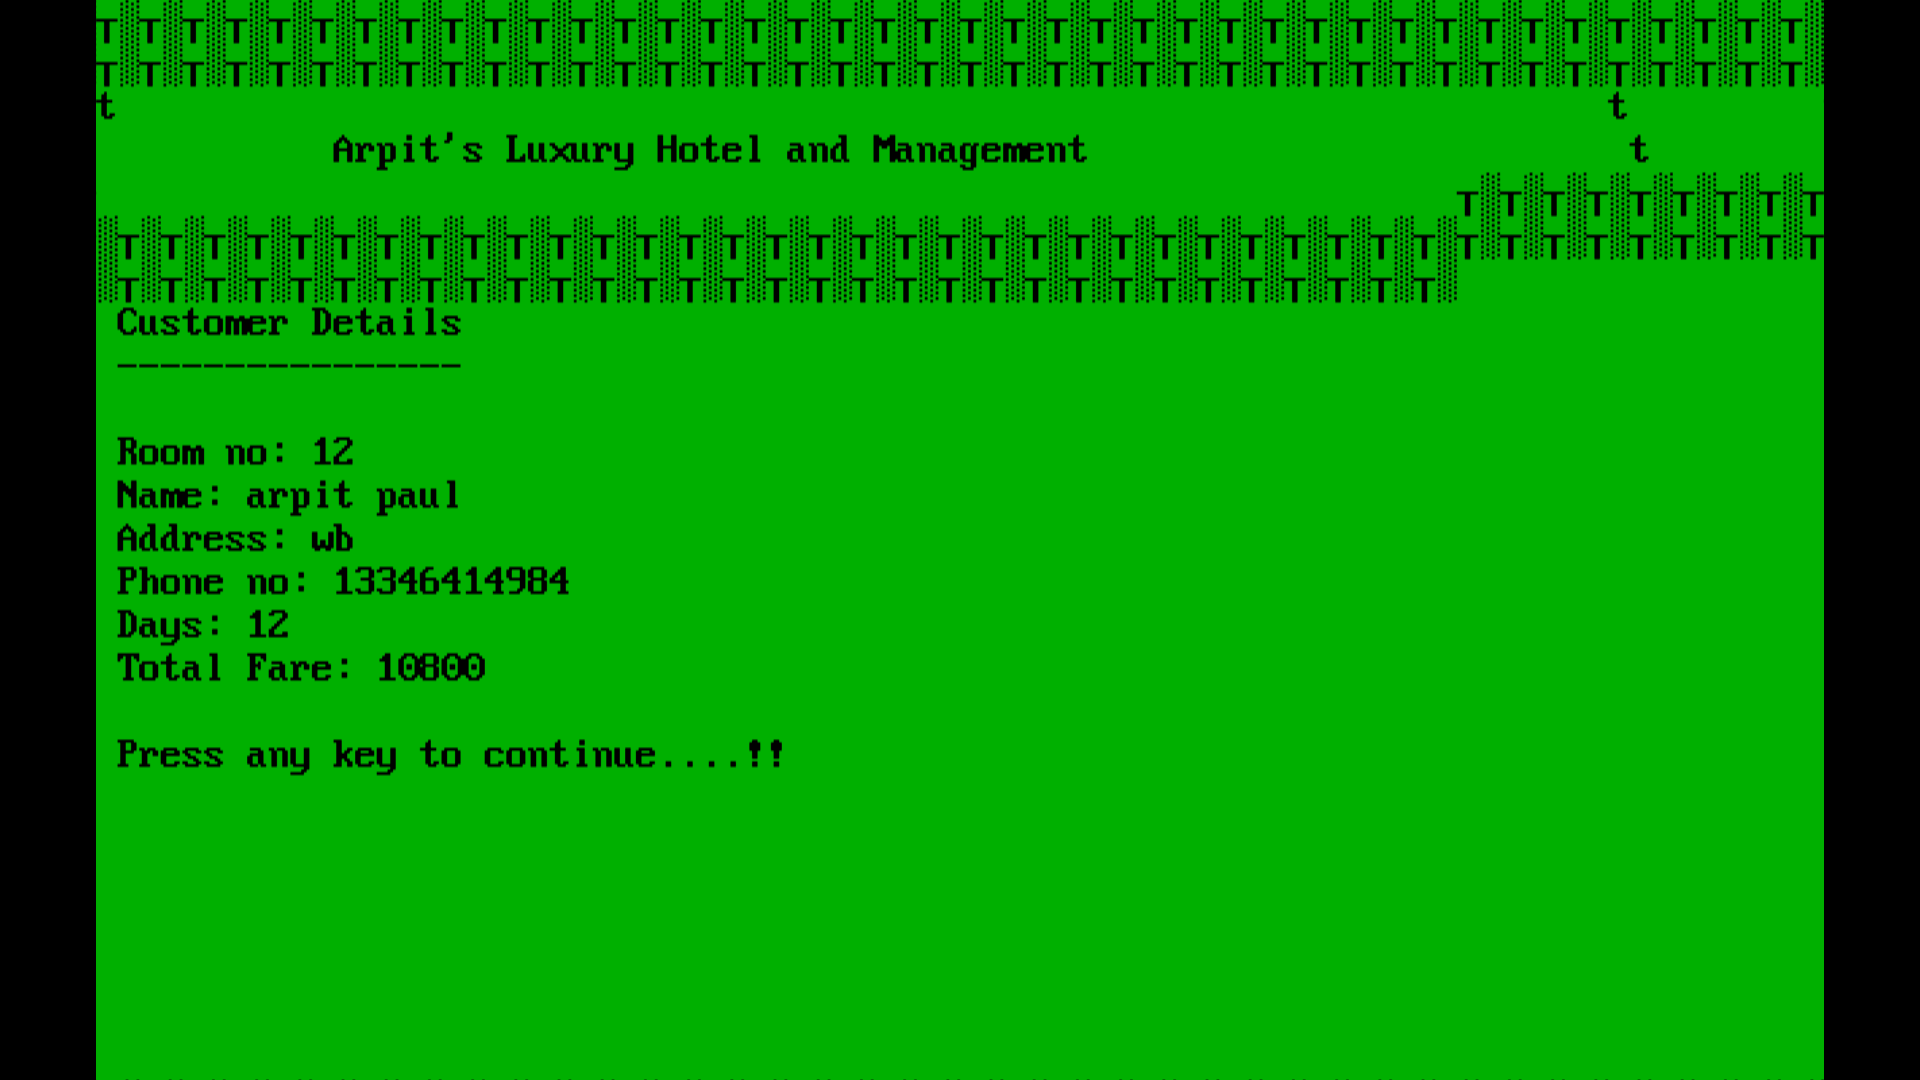 T░T░T░T░T░T░T░T░T░T░T░T░T░T░T░T░T░T░T░T░T░T░T░T░T░T░T░T░T░T░T░T░T░T░T░T░T░T░T░T░
T░T░T░T░T░T░T░T░T░T░T░T░T░T░T░T░T░T░T░T░T░T░T░T░T░T░T░T░T░T░T░T░T░T░T░T░T░T░T░T░
t t
Arpit's Luxury Hotel and Management t
T░T░T░T░T░T░T░T░T
░T░T░T░T░T░T░T░T░T░T░T░T░T░T░T░T░T░T░T░T░T░T░T░T░T░T░T░T░T░T░T░T░T░T░T░T░T░T░T░T
░T░T░T░T░T░T░T░T░T░T░T░T░T░T░T░T░T░T░T░T░T░T░T░T░T░T░T░T░T░T░T░
Customer Details
----------------
Room no: 12
Name: arpit paul
Address: wb
Phone no: 13346414984
Days: 12
Total Fare: 10800
Press any key to continue....!!